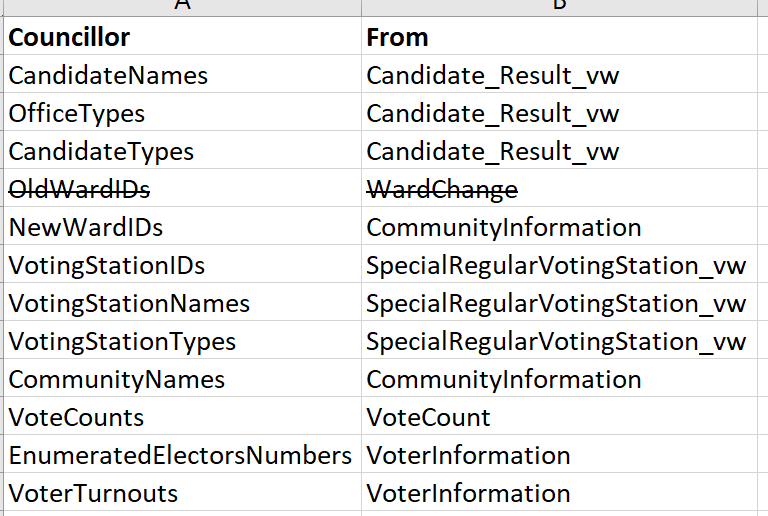 A B
Councillor From
CandidateNames Candidate_Result_vw
OfficeTypes Candidate_Result_vw
CandidateTypes Candidate_Result_vw
OldWardIDs WardChange
NewWardIDs CommunityInformation
VotingStationIDs SpecialRegularVotingStation_vw
VotingStationNames SpecialRegularVotingStation_vw
VotingStationTypes SpecialRegularVotingStation_vw
CommunityNames CommunityInformation
VoteCounts VoteCount
EnumeratedElectorsNumbers VoterInformation
VoterTurnouts VoterInformation